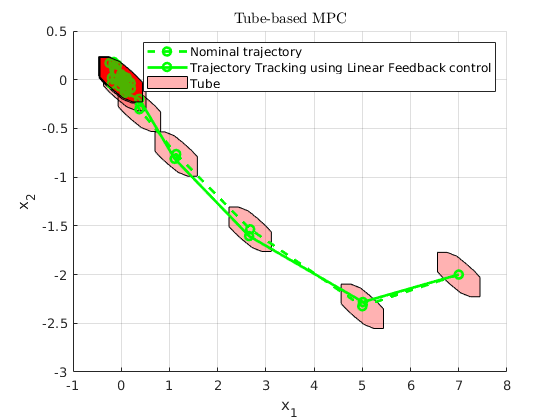 Tube-based MPC
Nominal trajectory
Trajectory Tracking using Linear Feedback control
Tube
0.5
0
-0.5
-1
-1.5
-2
-2.5
-3
x2
-1 0 1 2 3 4 5 6 7 8
x1